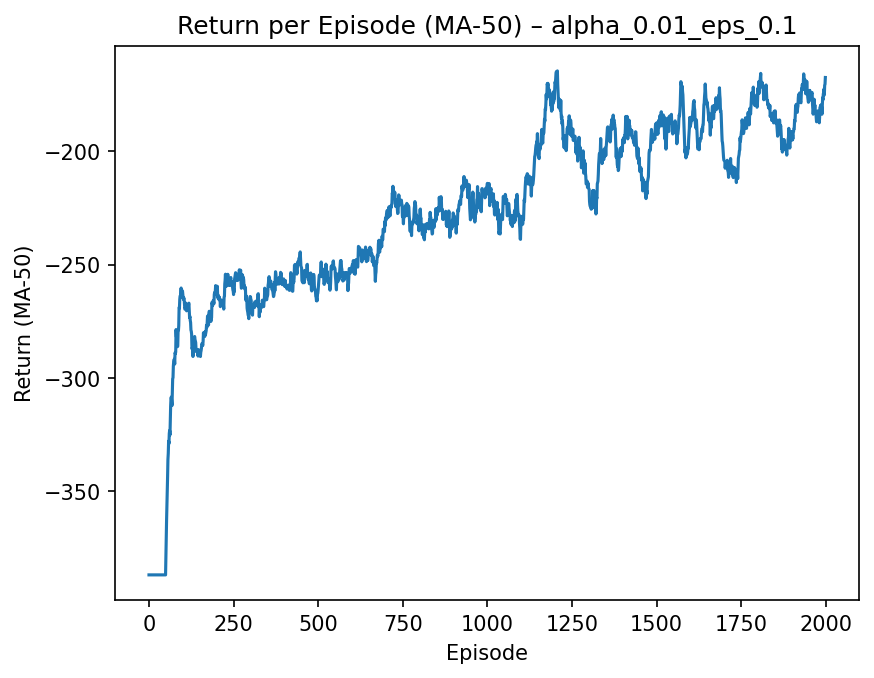 Return per Episode (MA-50) – alpha_0.01_eps_0.1
Return (MA-50)
−200
−250
−300
−350
0 250 500 750 1000 1250 1500 1750 2000
Episode